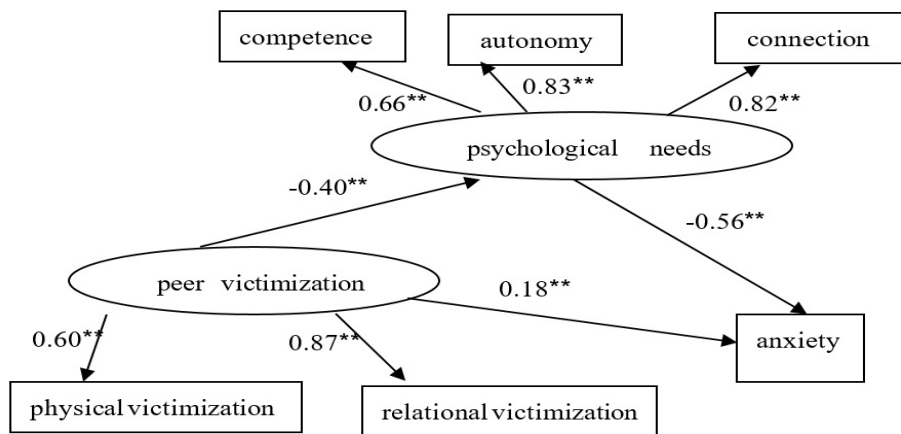 competence
autonomy
connection
0.66**
0.83**
0.82**
psychological needs
-0.40**
-0.56**
peer victimization
0.18**
0.60**
0.87**
anxiety
physical victimization
relational victimization